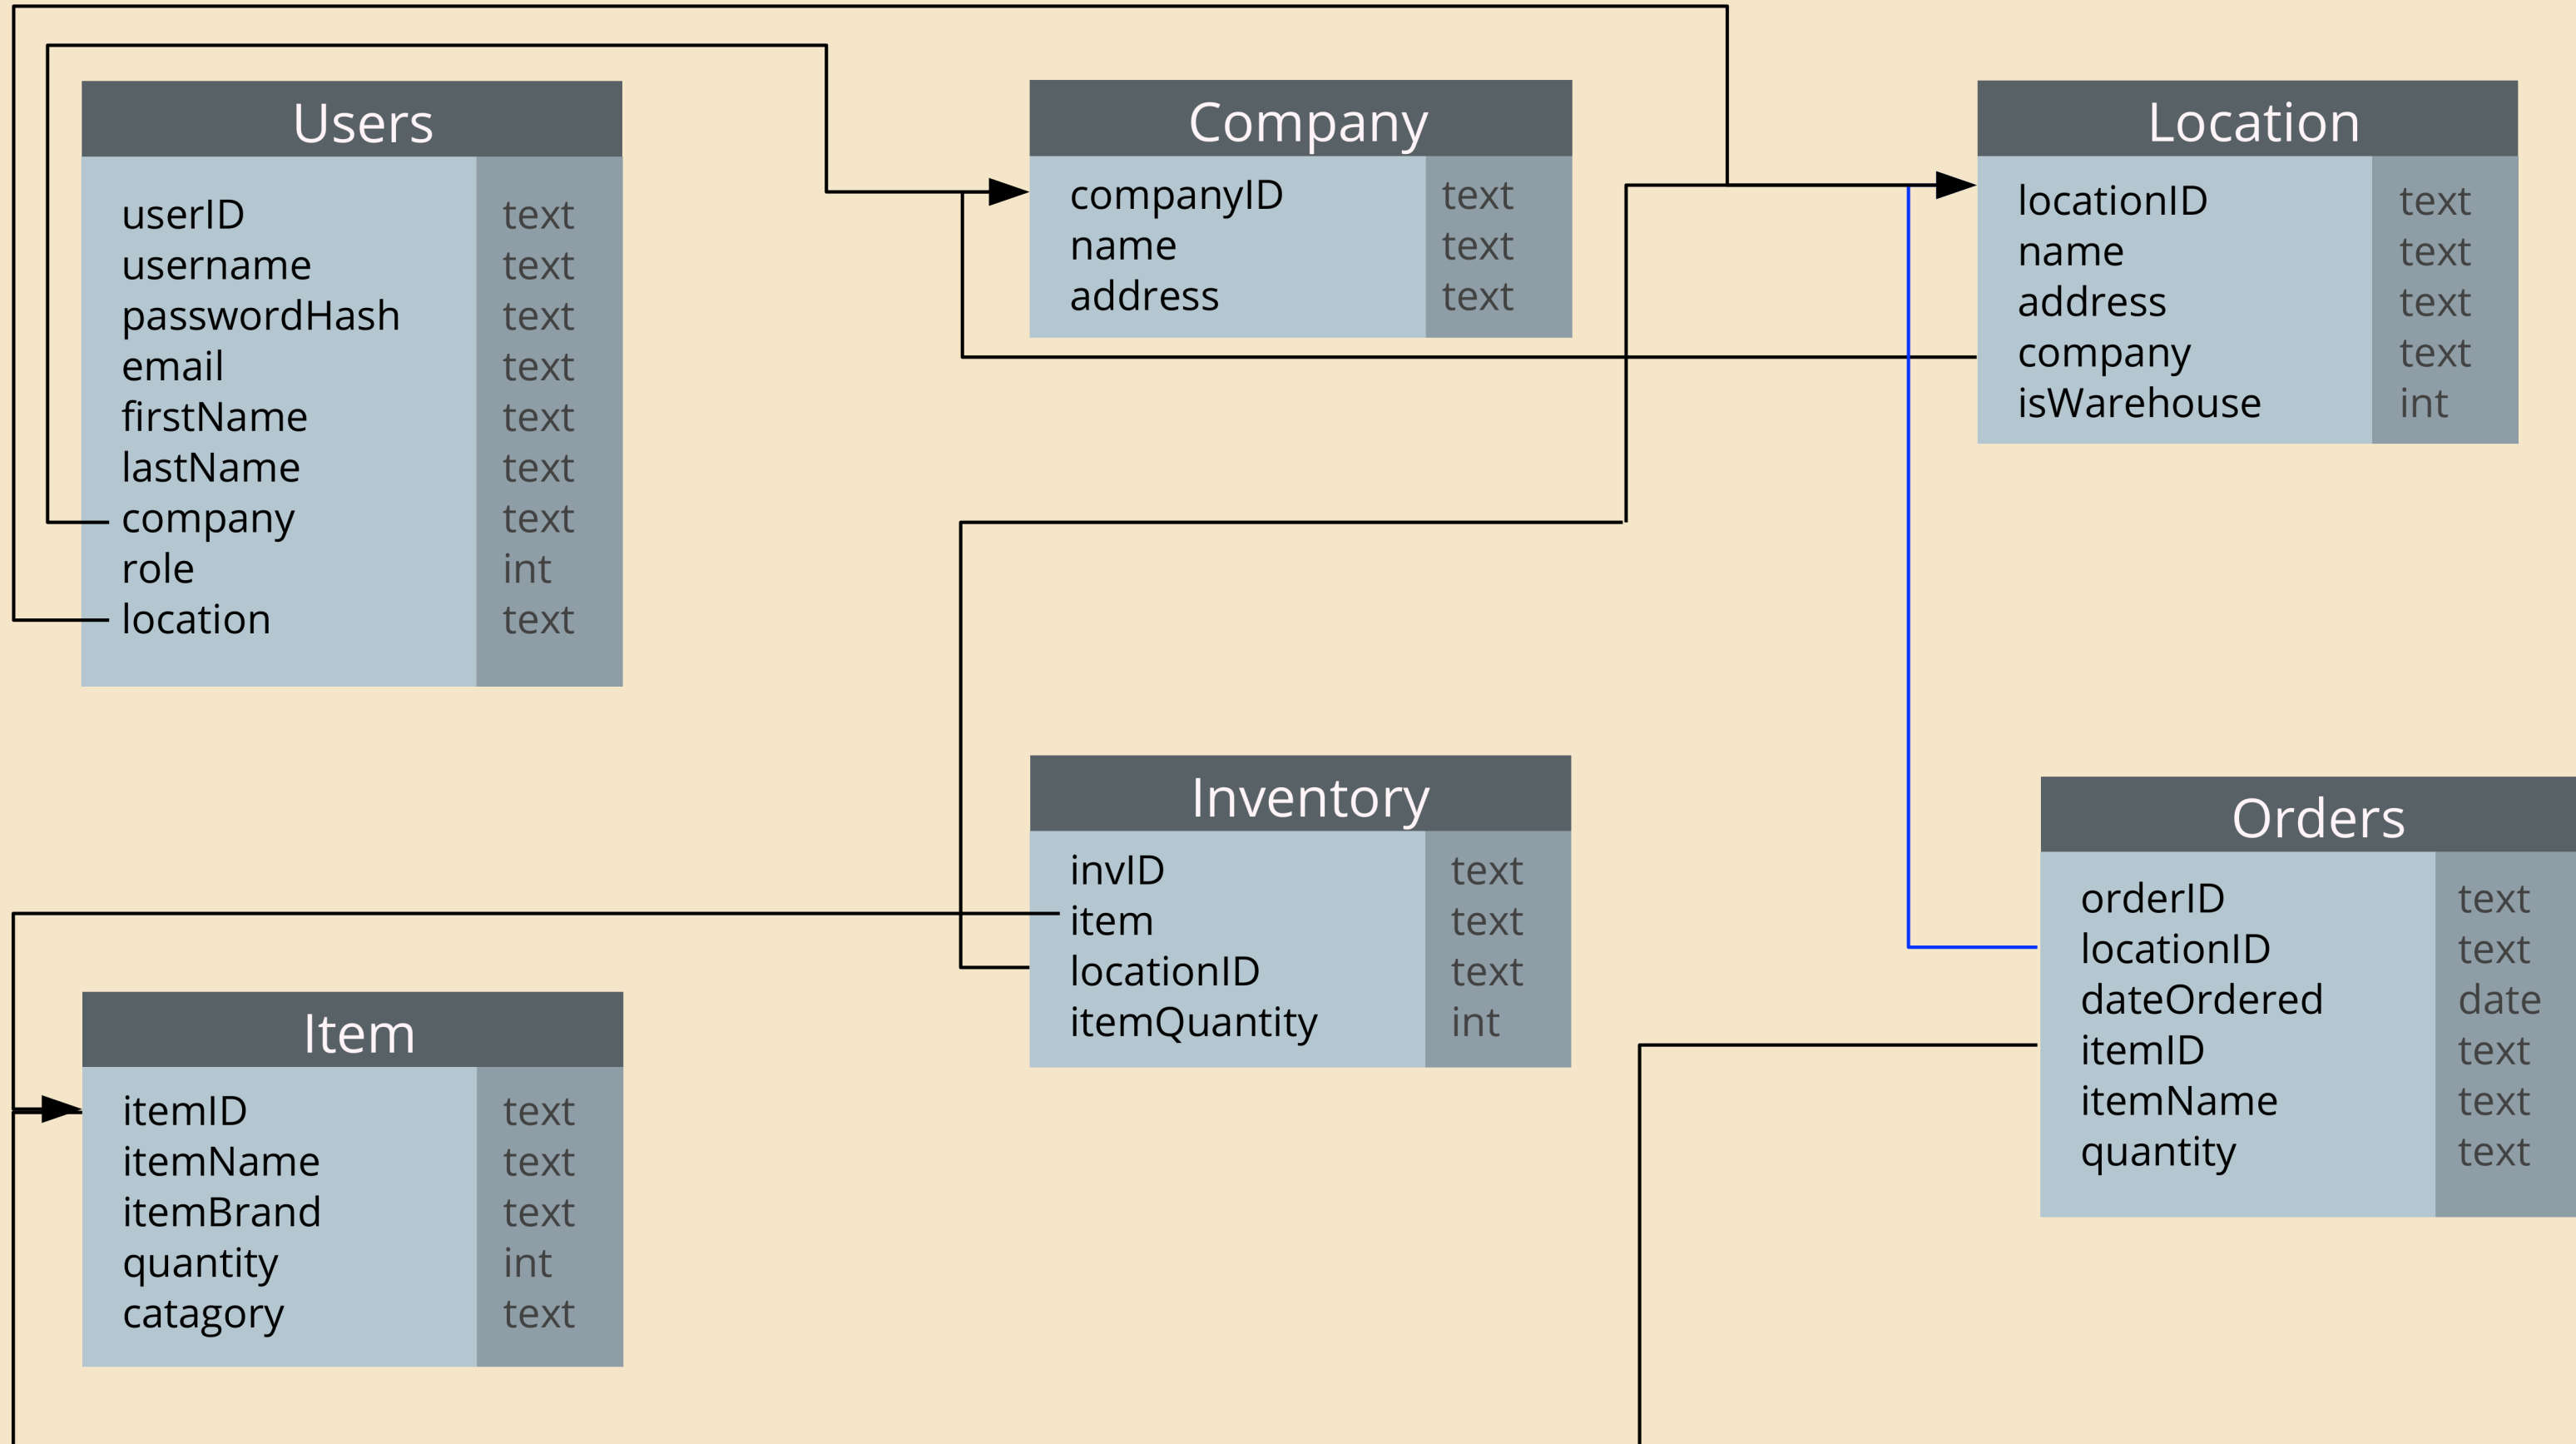 Users
userID text
username text
passwordHash text
email text
firstName text
lastName text
company text
role int
location text
Company
companyID text
name text
address text
Location
locationID text
name text
address text
company text
isWarehouse int
Inventory
invID text
item text
locationID text
itemQuantity int
Orders
orderID text
locationID text
dateOrdered date
itemID text
itemName text
quantity text
Item
itemID text
itemName text
itemBrand text
quantity int
catagory text